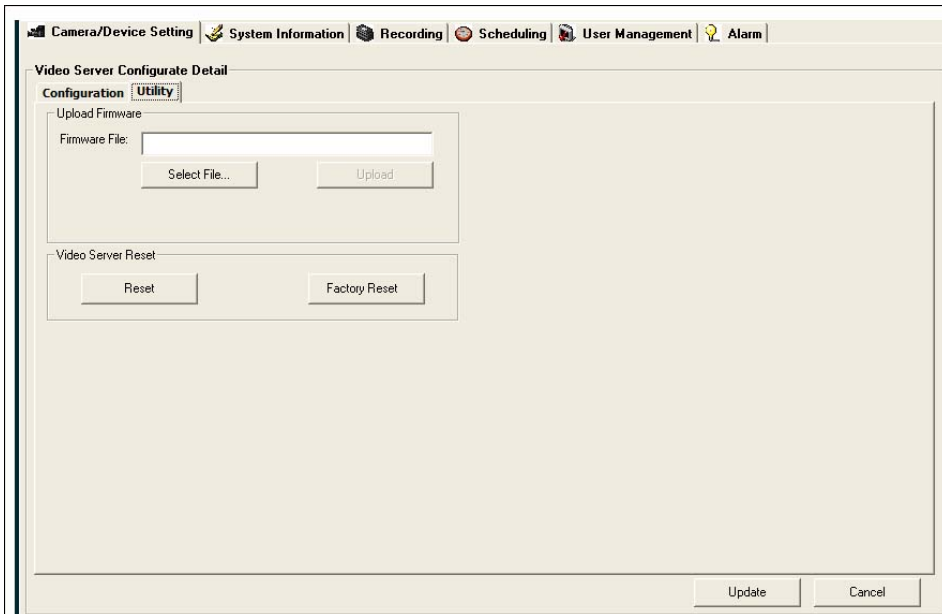 Camera/Device Setting System Information Recording Scheduling User Management Alarm
Video Server Configurate Detail
Configuration Utility
Upload Firmware
Firmware File:
Select File... Upload
Video Server Reset
Reset Factory Reset
Update Cancel